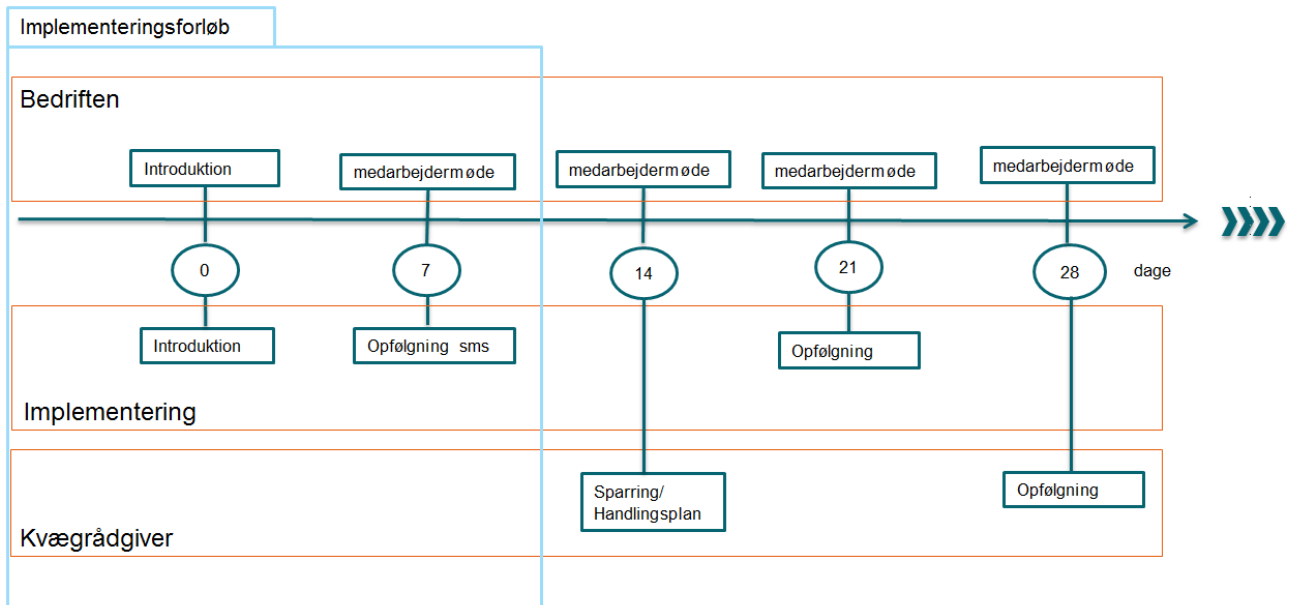 Implementeringsforløb
Bedriften
Introduktion
medarbejdermøde
medarbejdermøde
medarbejdermøde
medarbejdermøde
0
7
14
21
28
dage
Introduktion
Opfølgning sms
Opfølgning
Implementering
Sparring/
Handlingsplan
Opfølgning
Kvægrådgiver